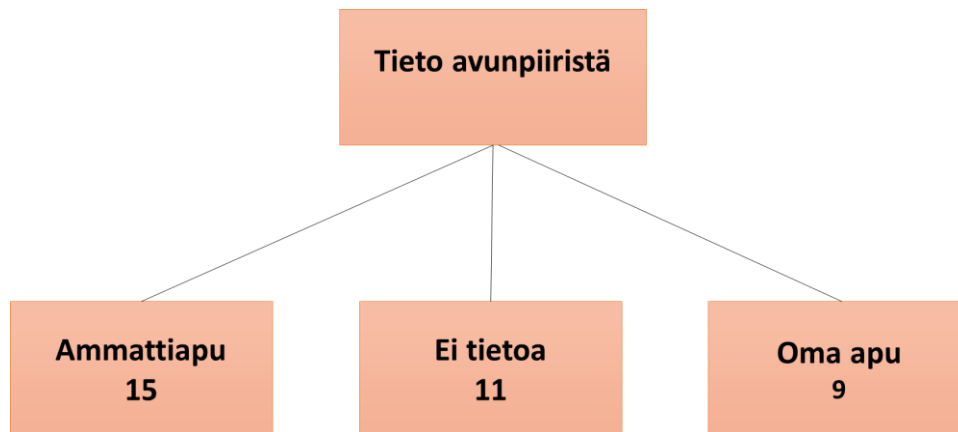 Tieto avunpiiristä
Ammattiapu
15
Ei tietoa
11
Oma apu
9